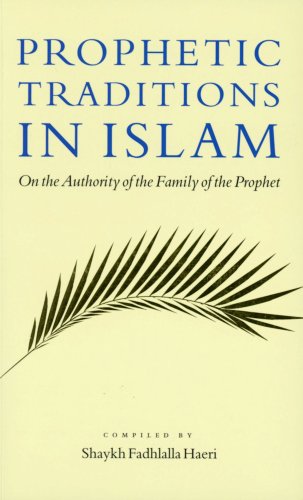 PROPHETIC
TRADITIONS
IN ISLAM
On the Authority of the Family of the Prophet
COMPILED BY
Shaykh Fadhlalla Haeri